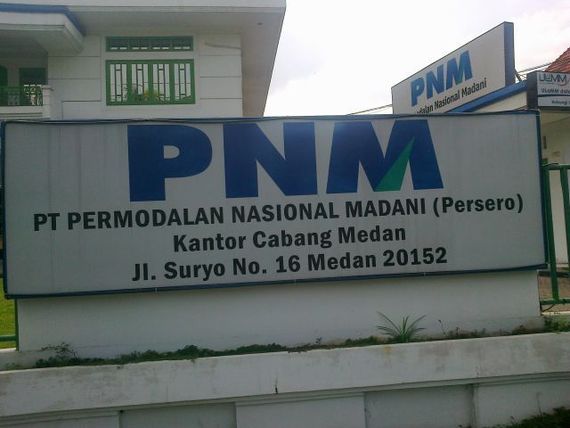 PNM
PT PERMODALAN NASIONAL MADANI (Persero)
Kantor Cabang Medan
Jl. Suryo No. 16 Medan 20152
PNM
Nasional Madani
ULaMM